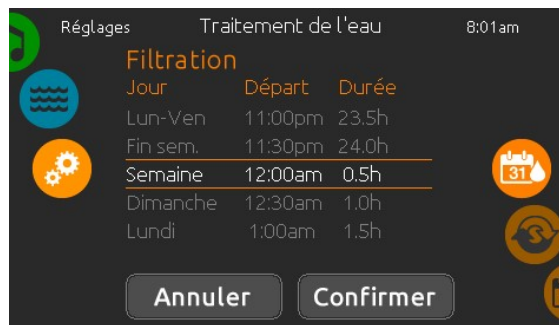 Réglages Traitement de l'eau 8:01am
Filtration
Jour Départ Durée
Lun-Ven 11:00pm 23.5h
Fin sem. 11:30pm 24.0h
Semaine 12:00am 0.5h
Dimanche 12:30am 1.0h
Lundi 1:00am 1.5h
31
Annuler Confirmer